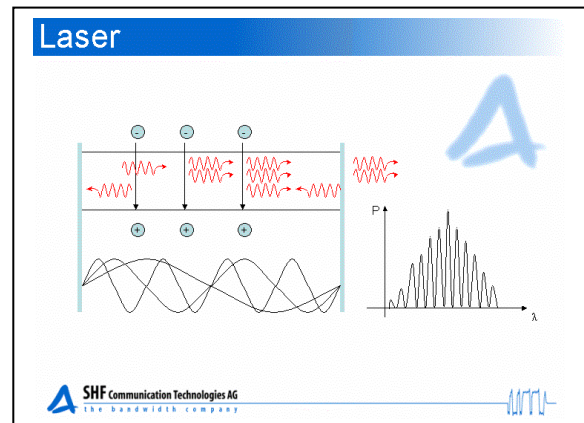 Laser
- - -
+ + +
P
λ
SHF Communication Technologies AG
the bandwidth company